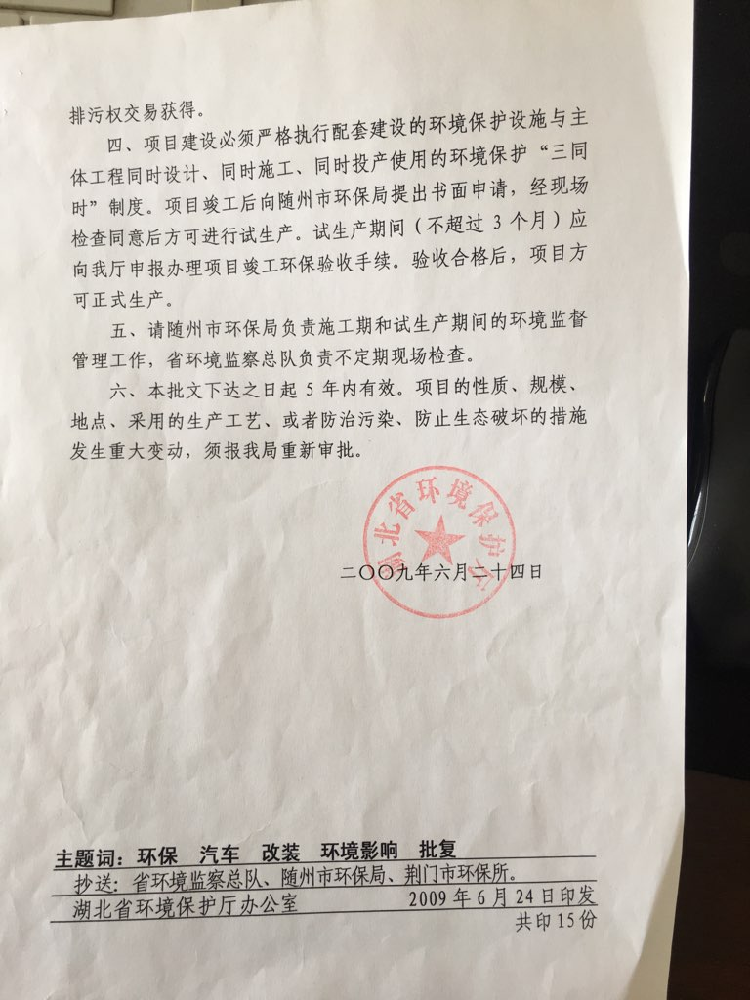 排污权交易获得。
四、项目建设必须严格执行配套建设的环境保护设施与主
体工程同时设计、同时施工、同时投产使用的环境保护“三同
时”制度。项目竣工后向随州市环保局提出书面申请，经现场
检查同意后方可进行试生产。试生产期间（不超过 3 个月）应
向我厅申报办理项目竣工环保验收手续。验收合格后，项目方
可正式生产。
五、请随州市环保局负责施工期和试生产期间的环境监督
管理工作，省环境监察总队负责不定期现场检查。
六、本批文下达之日起 5 年内有效。项目的性质、规模、
地点、采用的生产工艺、或者防治污染、防止生态破坏的措施
发生重大变动，须报我局重新审批。
湖北省环境保护厅
二〇〇九年六月二十四日
主题词：环保 汽车 改装 环境影响 批复
抄送：省环境监察总队、随州市环保局、荆门市环保所。
湖北省环境保护厅办公室 2009 年 6 月 24 日印发
共印 15 份